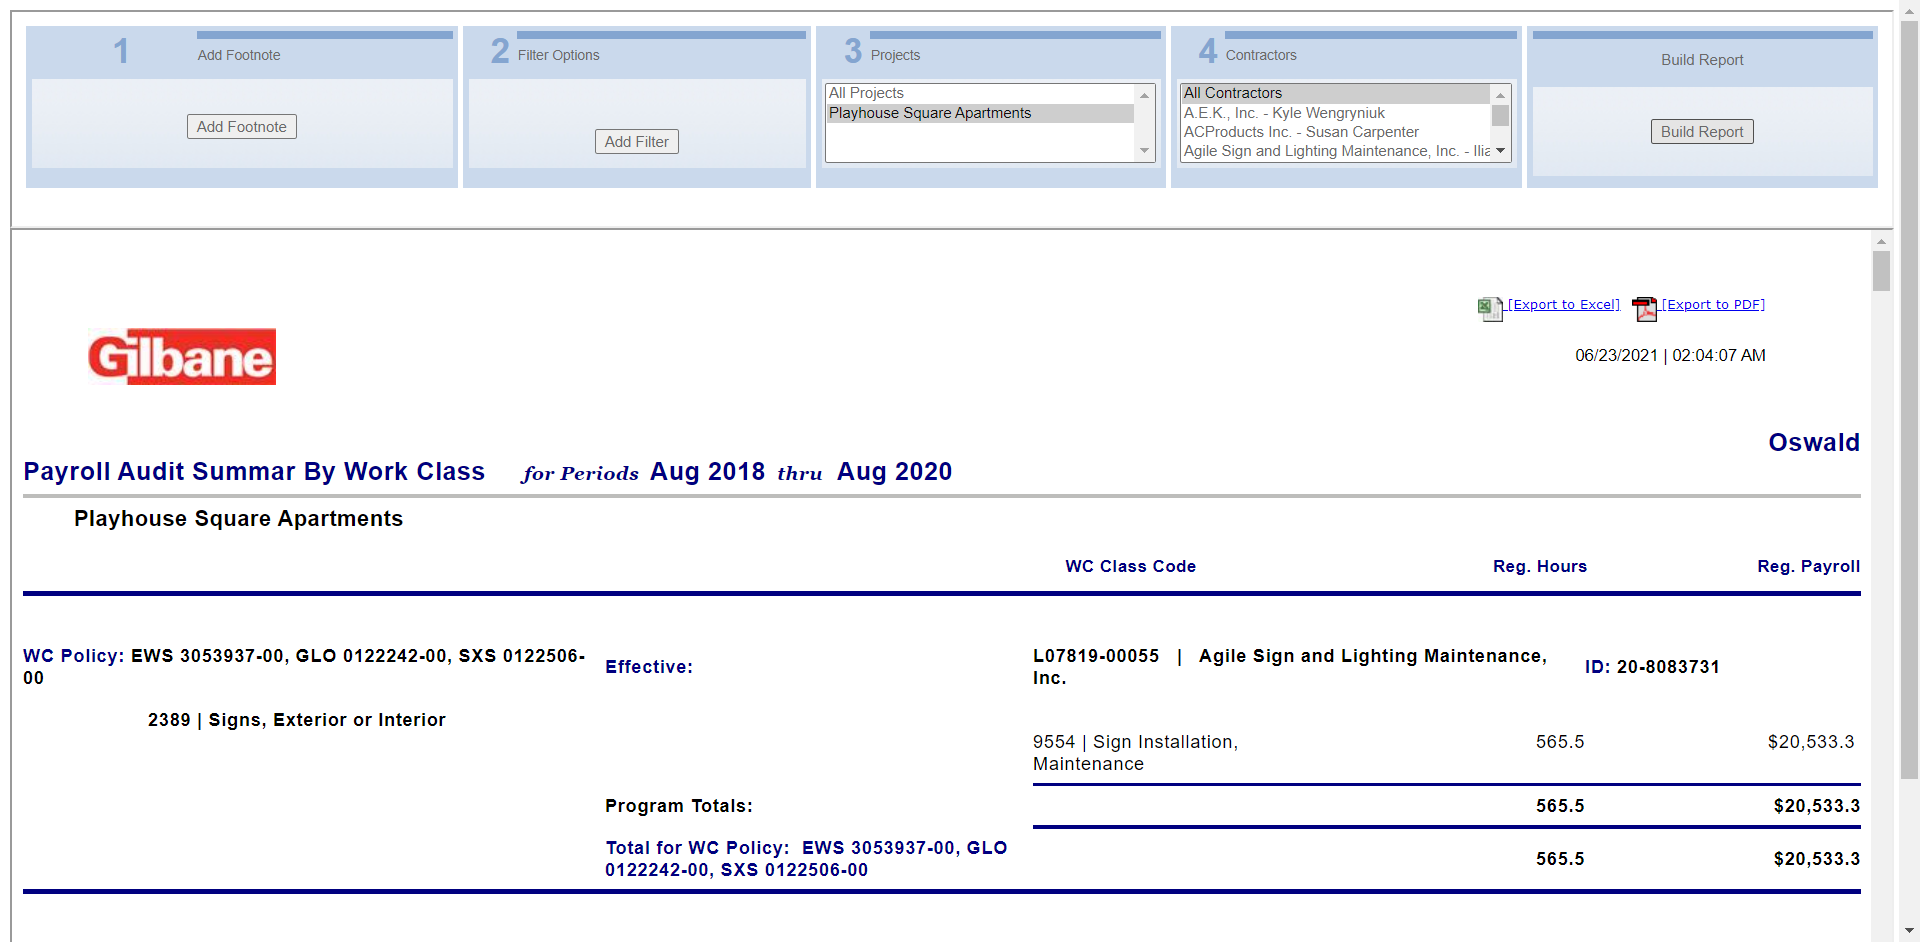 1 Add Footnote
Add Footnote
2 Filter Options
Add Filter
3 Projects
All Projects
Playhouse Square Apartments
4 Contractors
All Contractors
A.E.K., Inc. - Kyle Wengryniuk
ACProducts Inc. - Susan Carpenter
Agile Sign and Lighting Maintenance, Inc. - Ilia
Build Report
Build Report
[Export to Excel] [Export to PDF]
Gilbane
06/23/2021 | 02:04:07 AM
Oswald
Payroll Audit Summar By Work Class for Periods Aug 2018 thru Aug 2020
Playhouse Square Apartments
WC Class Code Reg. Hours Reg. Payroll
WC Policy: EWS 3053937-00, GLO 0122242-00, SXS 0122506-
00
Effective:
L07819-00055 | Agile Sign and Lighting Maintenance,
Inc.
ID: 20-8083731
2389 | Signs, Exterior or Interior
9554 | Sign Installation,
Maintenance
565.5 $20,533.3
Program Totals: 565.5 $20,533.3
Total for WC Policy: EWS 3053937-00, GLO
0122242-00, SXS 0122506-00
565.5 $20,533.3